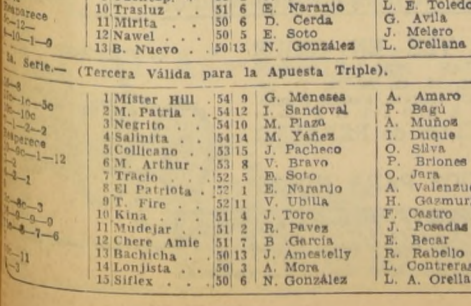 10 Trasluz . . 51 6 E. Naranjo L. E. Toledo
11 Mirita . . 50 6 D. Cerda G. Avila
12 Nawel . . 50 5 E. Soto J. Melero
13 B. Nuevo . 50 13 N. González L. Orellana
Serie.— (Tercera Válida para la Apuesta Triple).
1 Míster Hill . 54 9 G. Meneses A. Amaro
2 M. Patria . 54 12 I. Sandoval P. Bagú
3 Negrito . . 54 10 M. Plaza A. Muñoz
4 Salinita . . 54 14 M. Yáñez I. Duque
5 Collicano . 53 15 J. Pacheco O. Silva
6 M. Arthur . 53 8 V. Bravo P. Briones
7 Tracio . . 52 5 E. Soto O. Jara
8 El Patriota . 52 1 E. Naranjo A. Valenzu
9 T. Fire . . 52 11 V. Ubilla H. Gazmur
10 Kina . . . 51 4 J. Toro F. Castro
11 Mudejar . . 51 2 R. Pavez J. Posadas
12 Chere Amie 51 7 B .García E. Becar
13 Bachicha . 50 13 J. Amestelly R. Rabello
14 Lonjista . . 50 3 A. Mora L. Contreras
15 Siflex . . 50 6 N. González L. A. Orella